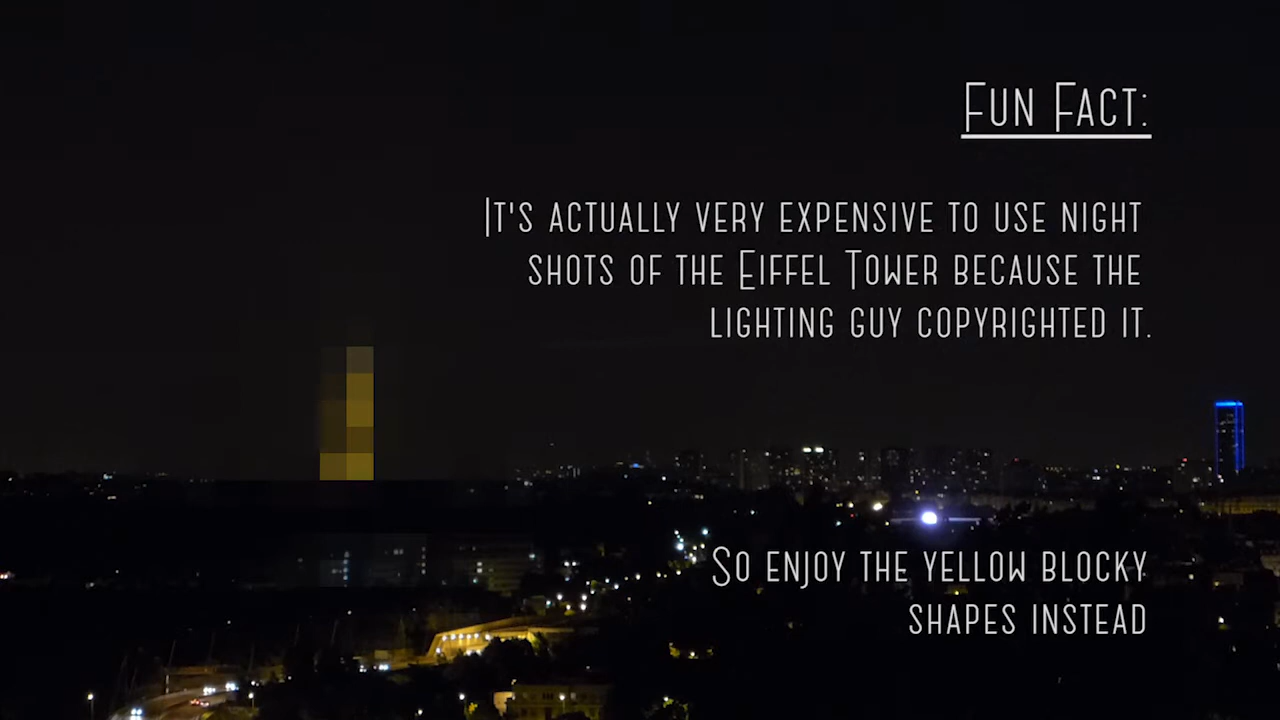 Fun Fact:
It's actually very expensive to use night
shots of the Eiffel Tower because the
lighting guy copyrighted it.
So enjoy the yellow blocky
shapes instead